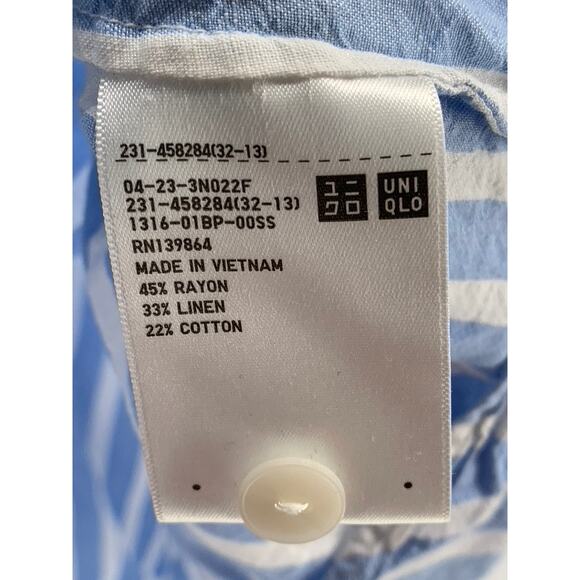 231-458284(32-13)
04-23-3N022F
231-458284(32-13)
1316-01BP-00SS
RN139864
MADE IN VIETNAM
45% RAYON
33% LINEN
22% COTTON
ユニ
クロ
UNI
QLO